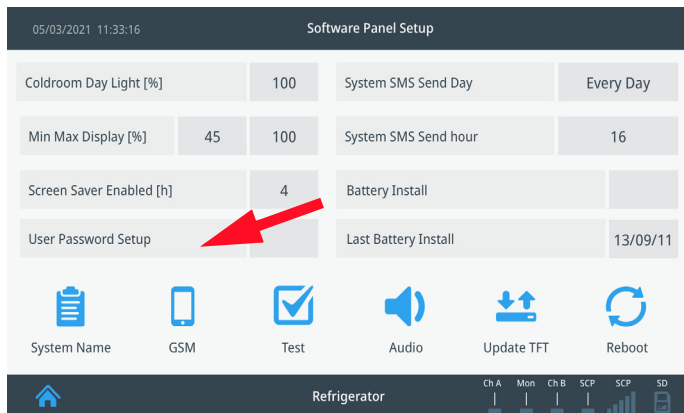 05/03/2021 11:33:16 Software Panel Setup
Coldroom Day Light [%] 100 System SMS Send Day Every Day
Min Max Display [%] 45 100 System SMS Send hour 16
Screen Saver Enabled [h] 4 Battery Install
User Password Setup Last Battery Install 13/09/11
System Name GSM Test Audio Update TFT Reboot
Ch A Mon Ch B SCP SCP SD
Refrigerator